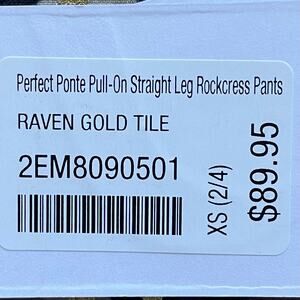 Perfect Ponte Pull-On Straight Leg Rockcress Pants
RAVEN GOLD TILE
2EM8090501
XS (2/4)
$89.95